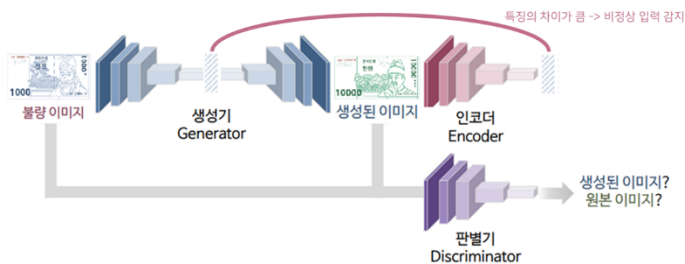 특징의 차이가 큼 -> 비정상 입력 감지
1000
1000
불량 이미지
생성기
Generator
10000
생성된 이미지
인코더
Encoder
판별기
Discriminator
생성된 이미지?
원본 이미지?